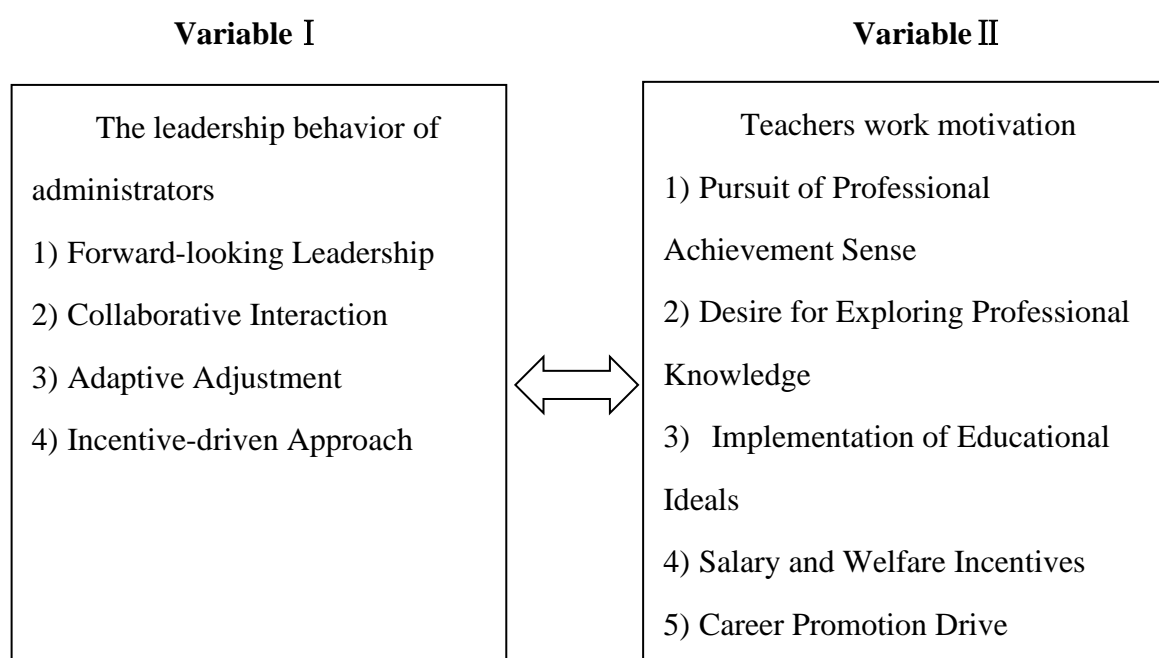 Variable Ⅰ
The leadership behavior of
administrators
1) Forward-looking Leadership
2) Collaborative Interaction
3) Adaptive Adjustment
4) Incentive-driven Approach
Variable Ⅱ
Teachers work motivation
1) Pursuit of Professional
Achievement Sense
2) Desire for Exploring Professional
Knowledge
3) Implementation of Educational
Ideals
4) Salary and Welfare Incentives
5) Career Promotion Drive